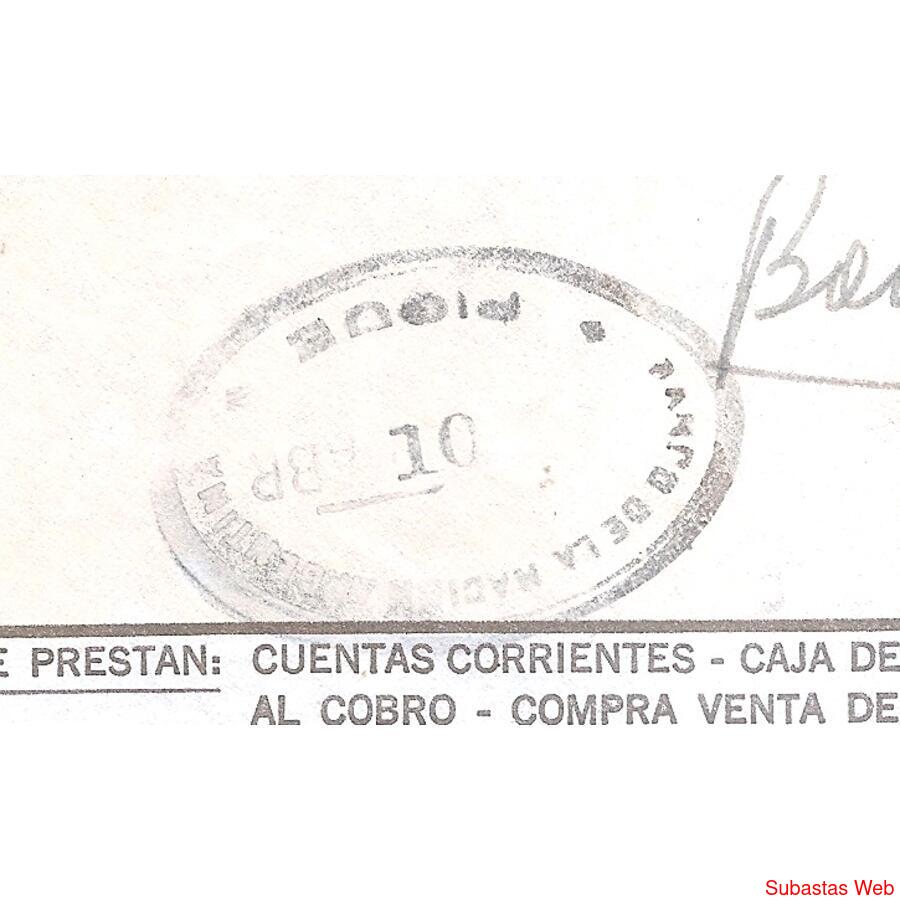 PIGUE
10
BANCO DE LA NACION ARGENTINA
E PRESTAN: CUENTAS CORRIENTES - CAJA DE
AL COBRO - COMPRA VENTA DE
Subastas Web